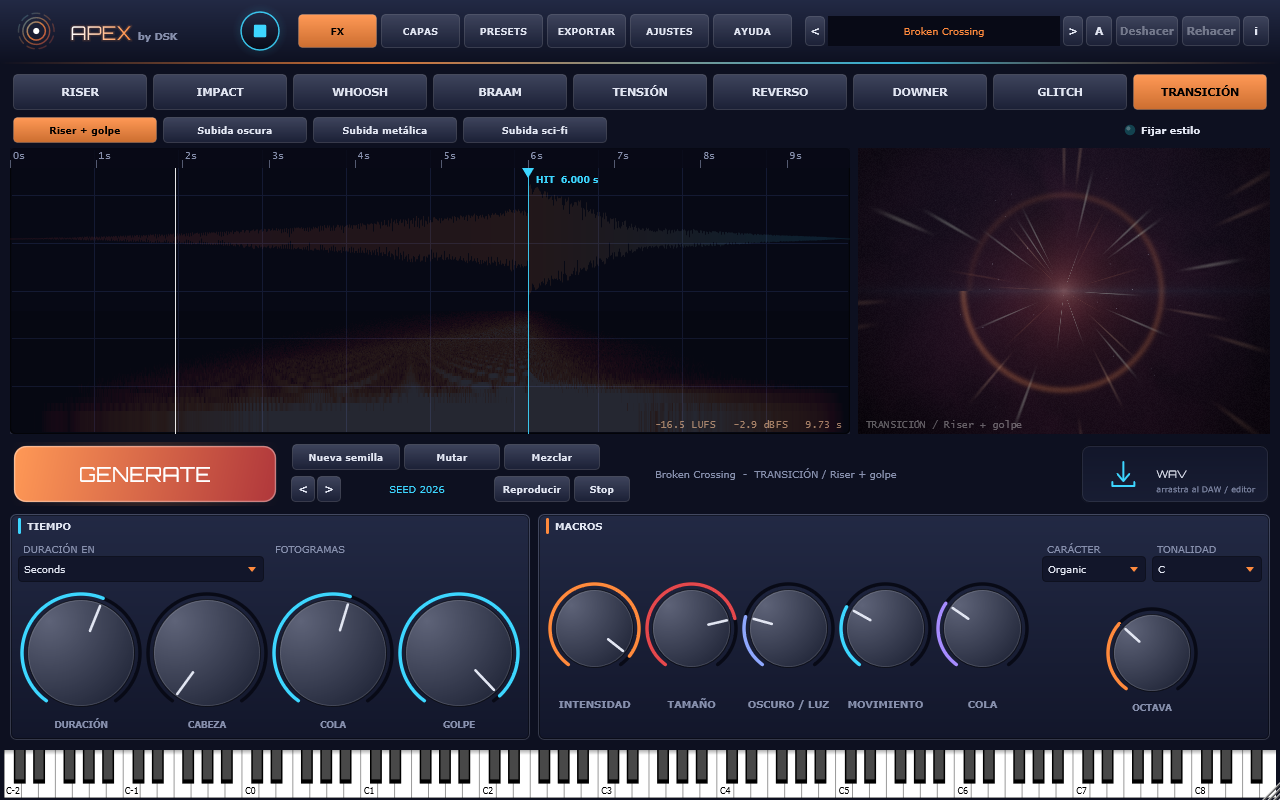 APEX by DSK
FX CAPAS PRESETS EXPORTAR AJUSTES AYUDA < Broken Crossing > A Deshacer Rehacer i
RISER IMPACT WHOOSH BRAAM TENSIÓN REVERSO DOWNER GLITCH TRANSICIÓN
Riser + golpe Subida oscura Subida metálica Subida sci-fi Fijar estilo
0s 1s 2s 3s 4s 5s 6s 7s 8s 9s
HIT 6.000 s
-16.5 LUFS -2.9 dBFS 9.73 s
TRANSICIÓN / Riser + golpe
GENERATE
Nueva semilla Mutar Mezclar
< > SEED 2026 Reproducir Stop
Broken Crossing - TRANSICIÓN / Riser + golpe
WAV
arrastra al DAW / editor
TIEMPO
DURACIÓN EN FOTOGRAMAS
Seconds
DURACIÓN CABEZA COLA GOLPE
MACROS
CARÁCTER TONALIDAD
Organic C
INTENSIDAD TAMAÑO OSCURO / LUZ MOVIMIENTO COLA OCTAVA
C-2 C-1 C0 C1 C2 C3 C4 C5 C6 C7 C8